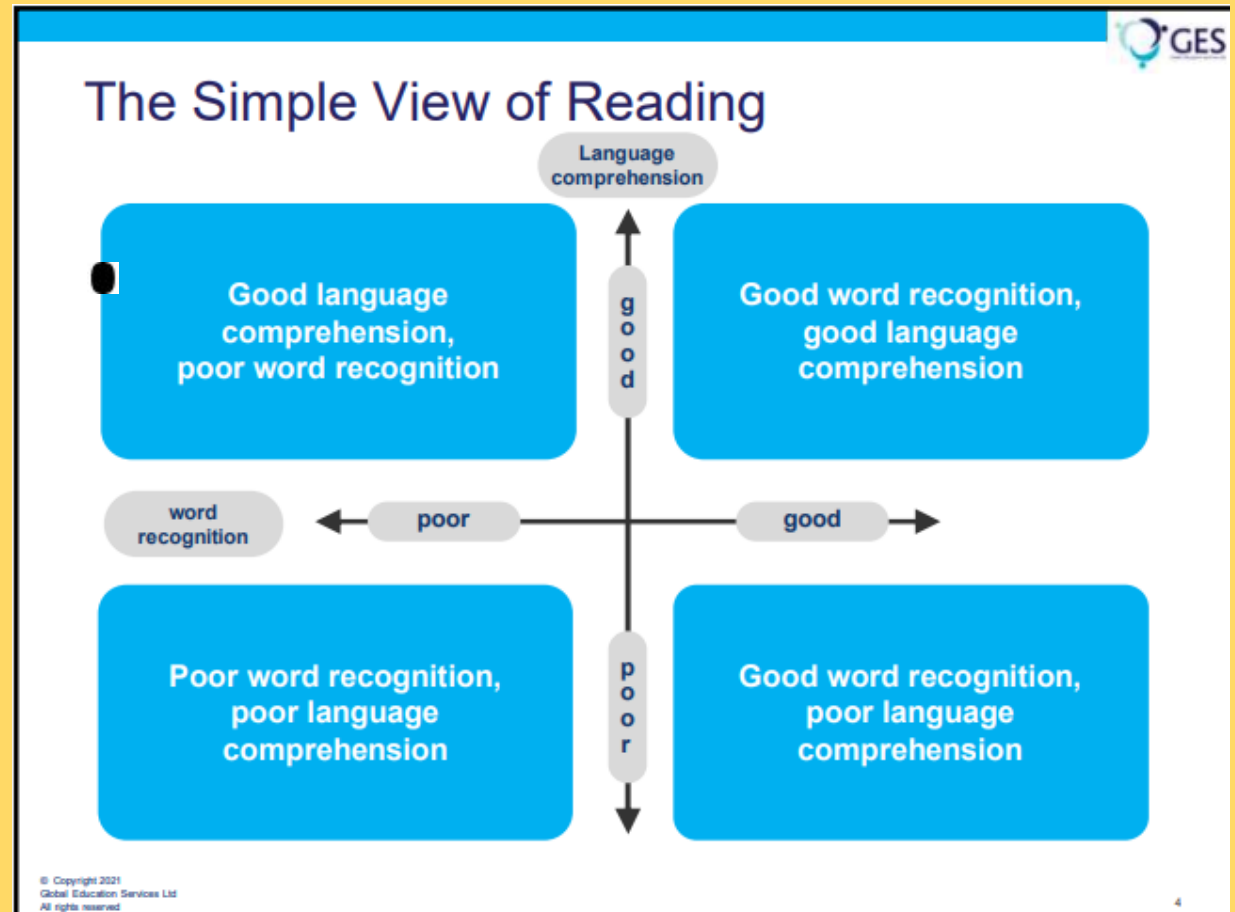 GES
The Simple View of Reading
Language
comprehension
Good language
comprehension,
poor word recognition
good
Good word recognition,
good language
comprehension
word
recognition
poor
good
Poor word recognition,
poor language
comprehension
poor
Good word recognition,
poor language
comprehension
© Copyright 2021
Global Education Services Ltd
All rights reserved
4